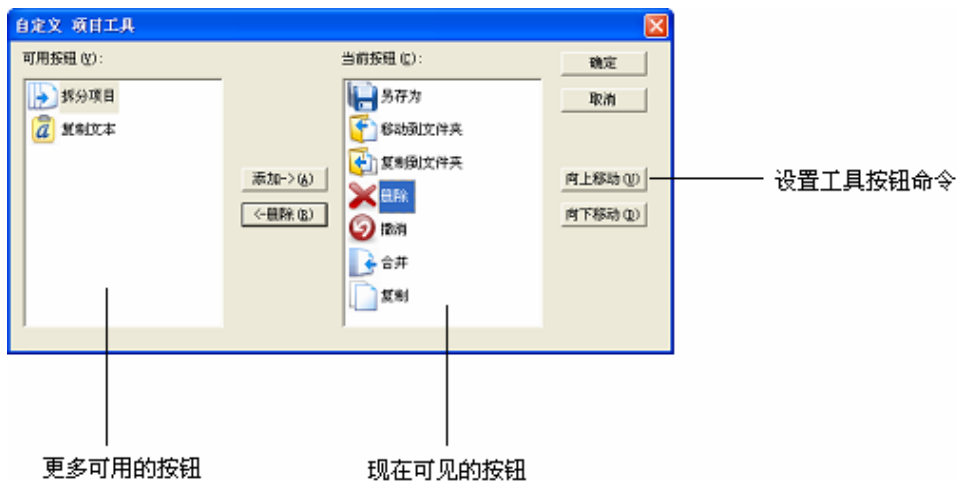 自定义 项目工具
可用按钮(V):
当前按钮(C):
确定
拆分项目
另存为
取消
复制文本
移动到文件夹
复制到文件夹
添加->(A)
向上移动(U)
设置工具按钮命令
删除
<-删除(R)
向下移动(D)
撤消
合并
复制
更多可用的按钮
现在可见的按钮